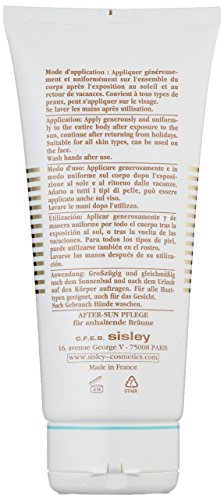 Mode d'application : Appliquer généreuse-
ment et uniformément sur l'ensemble du
corps après l'exposition au soleil et au
retour de vacances. Convient à tous types
de peaux, peut s'appliquer sur le visage.
Se laver les mains après usage.
Application: Apply generously and uniform-
ly to the entire body after exposure to the
sun, continue after returning from holidays.
Suitable for all skin types, can be used on
the face.
Wash hands after use.
Modo d'uso: Applicare generosamente e in
modo uniforme sul corpo dopo l'esposi-
zione al sole e al ritorno dalle vacanze.
Adatto a tutti i tipi di pelle, può essere
applicato sul viso.
Lavare le mani dopo l'utilizzo.
Utilización: Aplicar generosamente y de
modo uniforme sobre el cuerpo tras la
exposición al sol, o tras la vuelta de las
vacaciones. Para todos los tipos de piel,
puede utilizarse también en el rostro.
Lavarse las manos después de su utiliza-
ción.
Anwendung: Großzügig und gleichmäßig
nach dem Sonnenbad und nach dem Urlaub
auf den Körper auftragen. Für alle Haut-
typen geeignet, auch für das Gesicht.
Nach Gebrauch Hände waschen.
AFTER-SUN PFLEGE
für anhaltende Bräune
C.F.E.B. sisley
16, avenue George V - 75008 PARIS
www.sisley-cosmetics.com
Made in France
6 M
7
OTHER